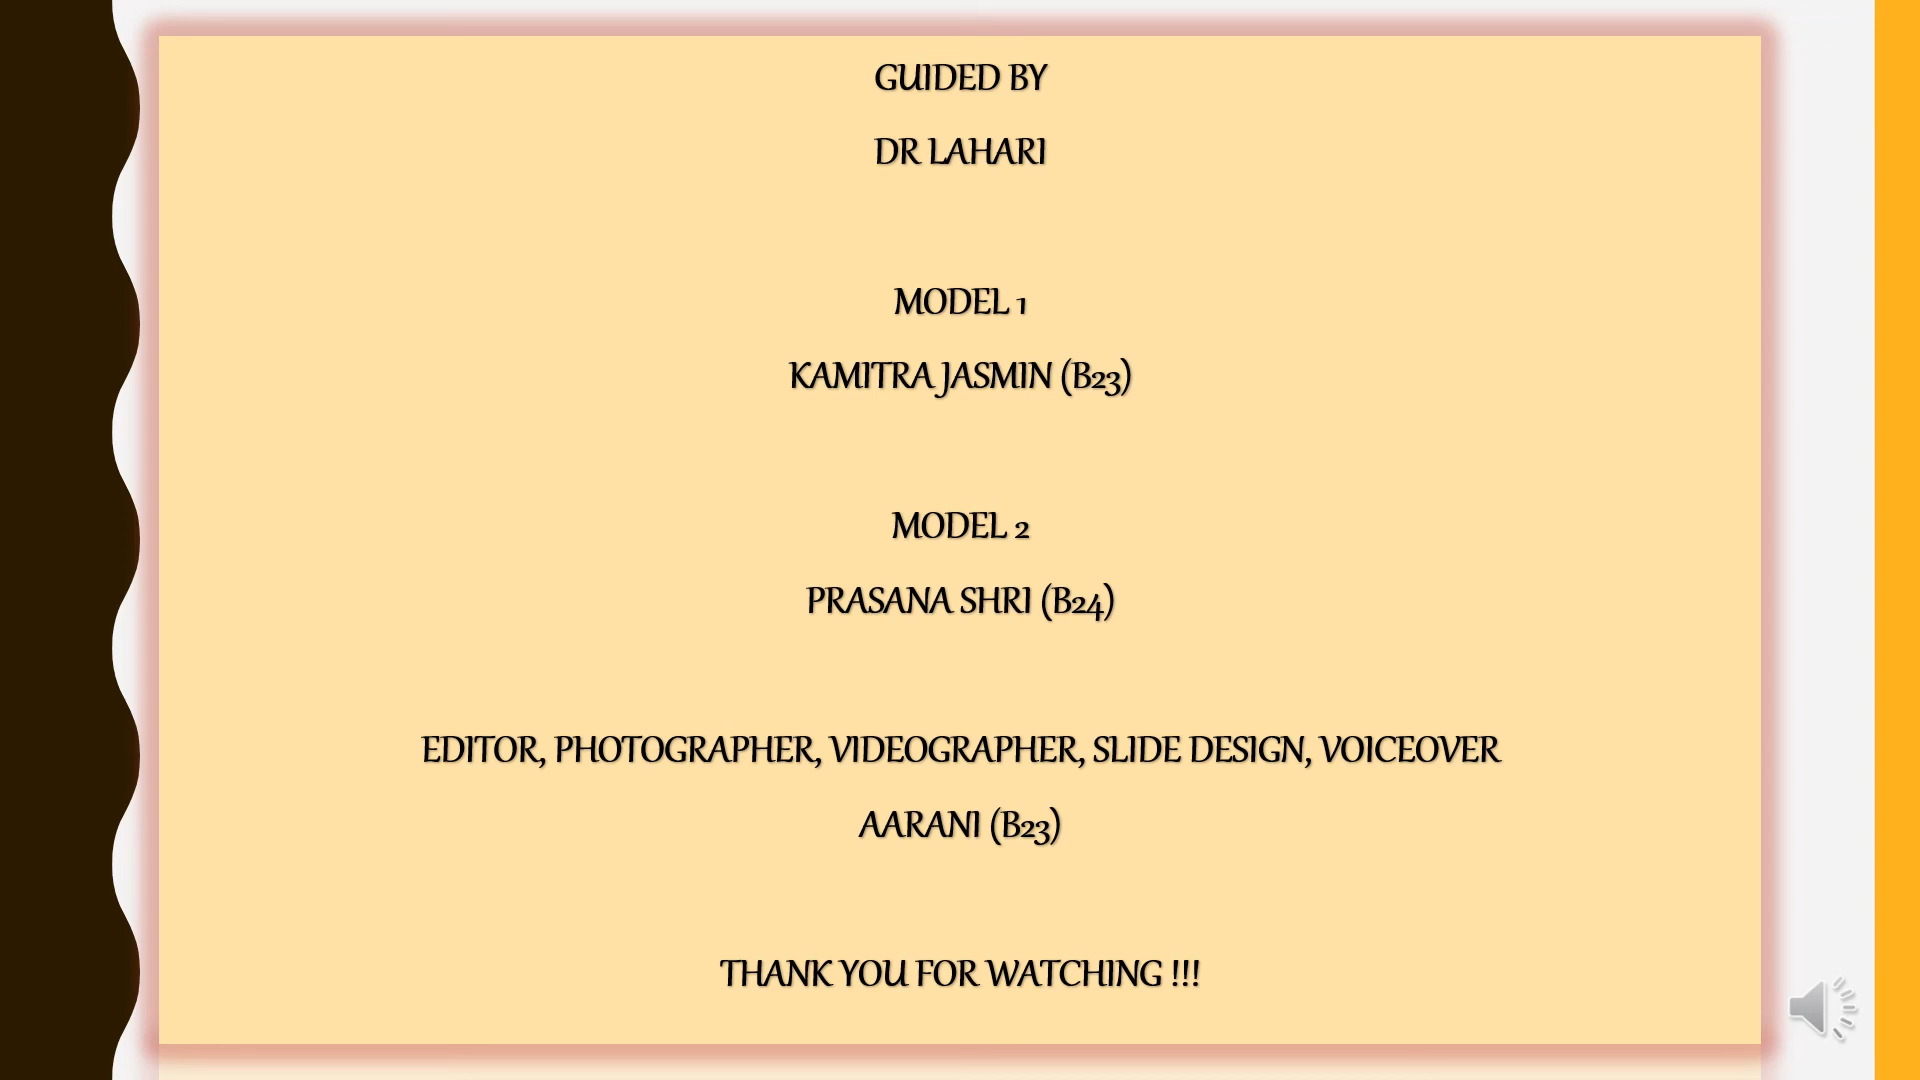 GUIDED BY
DR LAHARI
MODEL 1
KAMITRA JASMIN (B23)
MODEL 2
PRASANA SHRI (B24)
EDITOR, PHOTOGRAPHER, VIDEOGRAPHER, SLIDE DESIGN, VOICEOVER
AARANI (B23)
THANK YOU FOR WATCHING !!!